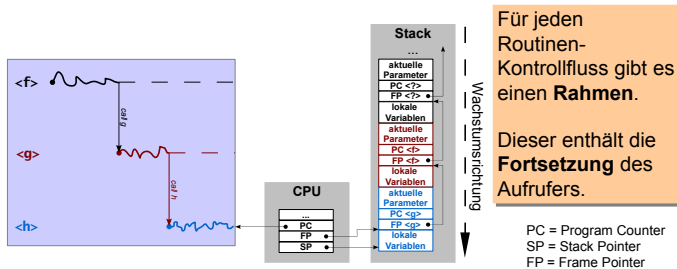 <f>
call g
<g>
call h
<h>
CPU
...
PC
FP
SP
Stack
...
aktuelle
Parameter
PC <?>
FP <?>
lokale
Variablen
aktuelle
Parameter
PC <f>
FP <f>
lokale
Variablen
aktuelle
Parameter
PC <g>
FP <g>
lokale
Variablen
Wachstumsrichtung
Für jeden
Routinen-
Kontrollfluss gibt es
einen Rahmen.
Dieser enthält die
Fortsetzung des
Aufrufers.
PC = Program Counter
SP = Stack Pointer
FP = Frame Pointer